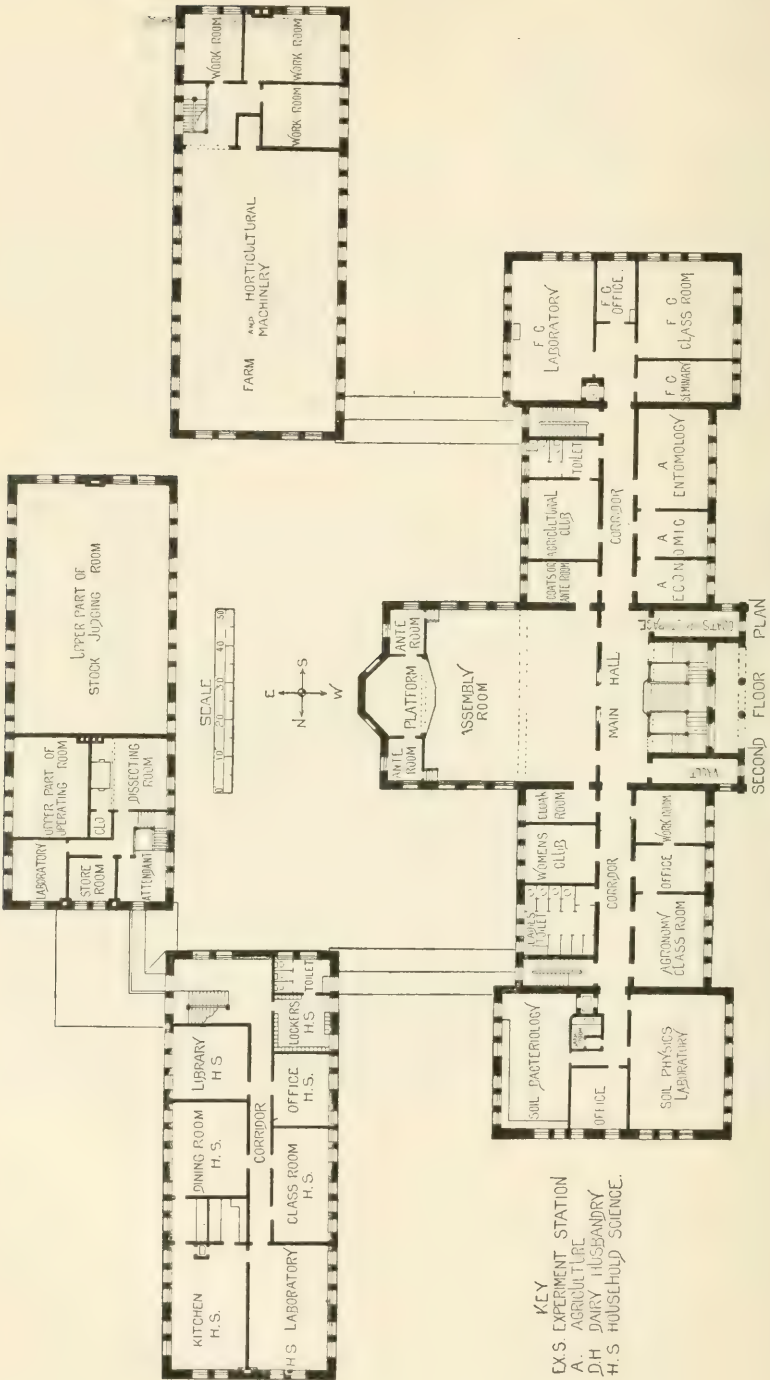 WORK ROOM
WORK ROOM
WORK ROOM
FARM AND HORTICULTURAL
MACHINERY
UPPER PART OF
STOCK JUDGING ROOM
UPPER PART OF
OPERATING ROOM
DISSECTING
ROOM
CLO
LABORATORY
STORE
ROOM
ATTENDANT
SCALE
0 10 20 30 40 50
E
N S
W
KITCHEN
H.S.
DINING ROOM
H.S.
LIBRARY
H S
CORRIDOR
H S LABORATORY
CLASS ROOM
H.S.
OFFICE
H.S.
LOCKERS
H.S
TOILET
ANTE
ROOM
PLATFORM
ANTE
ROOM
ASSEMBLY
ROOM
F C
LABORATORY
F C
OFFICE.
F C
CLASS ROOM
F C
SEMINARY
TOILET
AGRICULTURAL
CLUB
COATS OR
ANTE ROOM
CORRIDOR
A A A
ECONOMIC ENTOMOLOGY
MAIN HALL
COATS
VAULT
CLOAK
ROOM
WOMENS
CLUB
LADIES
TOILET
CORRIDOR
WORK ROOM
OFFICE
AGRONOMY
CLASS ROOM
SOIL BACTERIOLOGY
OFFICE
SOIL PHYSICS
LABORATORY
SECOND FLOOR PLAN
KEY
EX.S. EXPERIMENT STATION
A. AGRICULTURE
D.H DAIRY HUSBANDRY
H.S HOUSEHOLD SCIENCE.